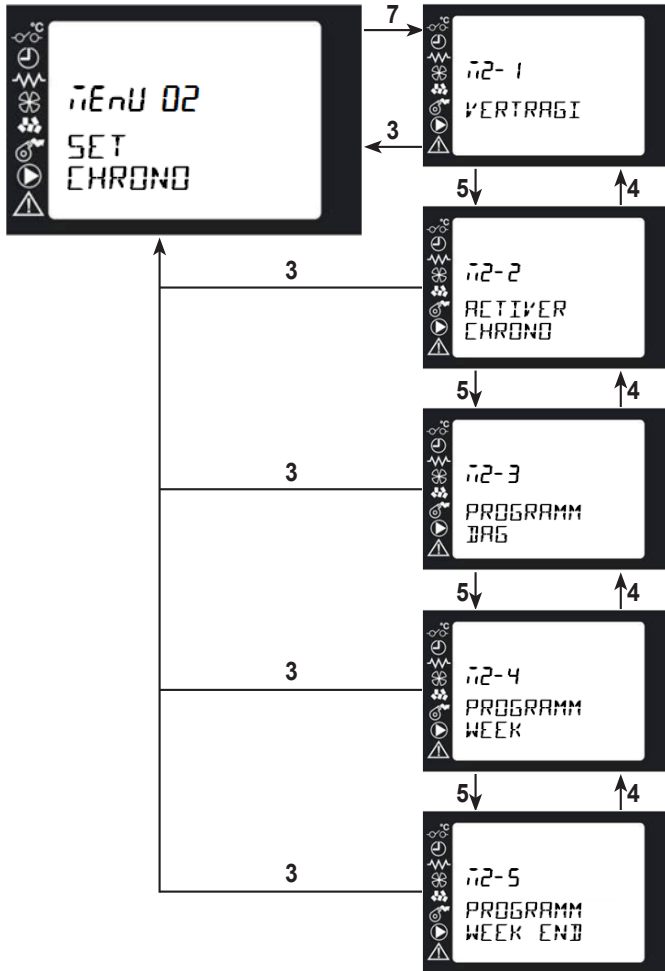 MEnU 02
SET
CHRONO
7
3
M2-1
VERTRAGI
5
4
3
M2-2
ACTIVER
CHRONO
5
4
3
M2-3
PROGRAMM
DAG
5
4
3
M2-4
PROGRAMM
WEEK
5
4
3
M2-5
PROGRAMM
WEEK END
°C
°C
°C
°C
°C
°C